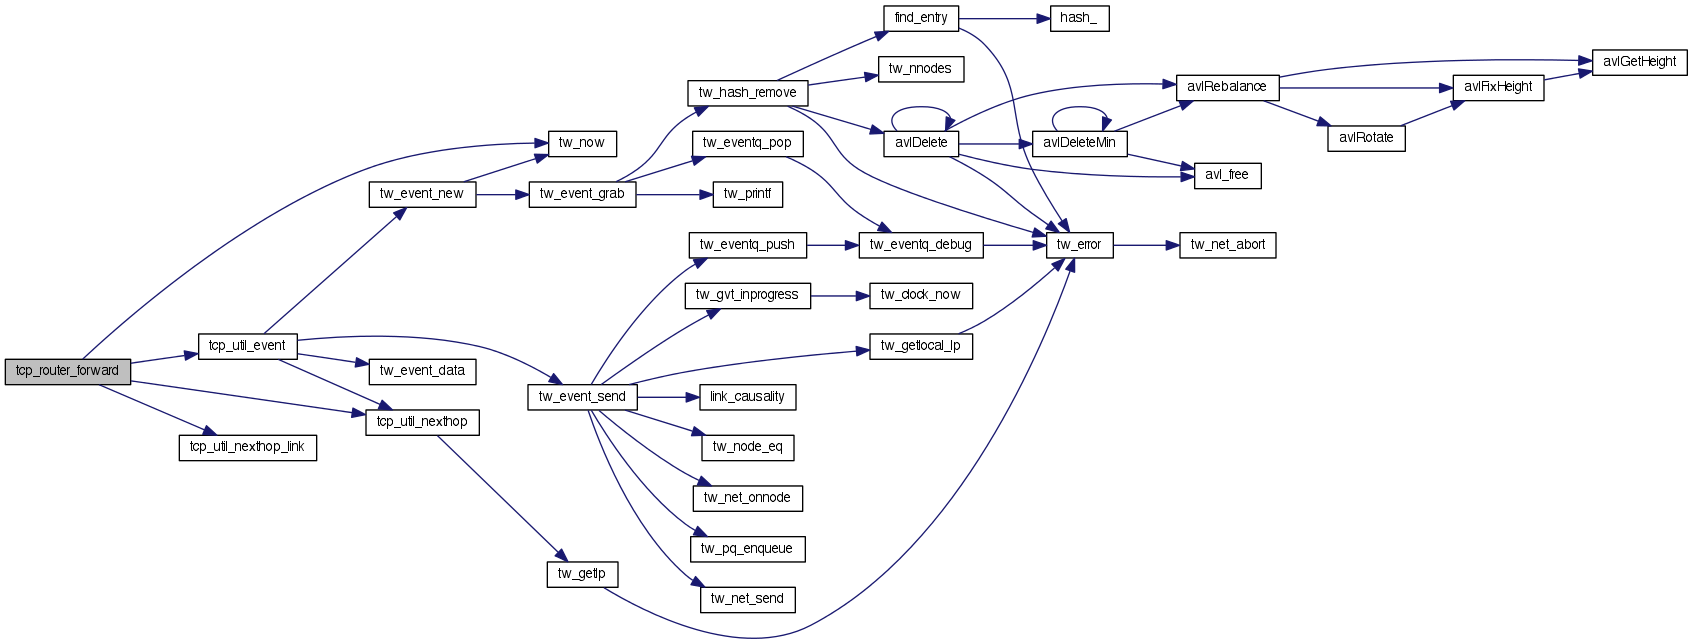 find_entry
hash_
tw_nnodes
avlGetHeight
tw_hash_remove
avlRebalance
avlFixHeight
tw_now
tw_eventq_pop
avlDelete
avlDeleteMin
avlRotate
tw_event_new
tw_event_grab
tw_printf
avl_free
tw_eventq_push
tw_eventq_debug
tw_error
tw_net_abort
tw_gvt_inprogress
tw_clock_now
tcp_util_event
tw_getlocal_lp
tcp_router_forward
tw_event_data
tw_event_send
link_causality
tcp_util_nexthop
tcp_util_nexthop_link
tw_node_eq
tw_net_onnode
tw_pq_enqueue
tw_getlp
tw_net_send